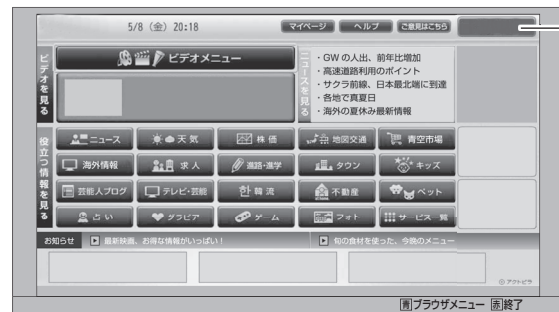 5/8（金）20:18
マイページ
ヘルプ
ご意見はこちら
ビデオを見る
ビデオメニュー
ニュースを見る
・GWの人出、前年比増加
・高速道路利用のポイント
・サクラ前線、日本最北端に到達
・各地で真夏日
・海外の夏休み最新情報
役立つ情報を見る
ニュース
天気
株価
地図交通
青空市場
海外情報
求人
進路・進学
タウン
キッズ
芸能人ブログ
テレビ・芸能
韓流
不動産
ペット
占い
グラビア
ゲーム
フォト
サービス一覧
お知らせ
最新映画、お得な情報がいっぱい！
旬の食材を使った、今晩のメニュー
© アクトビラ
青 ブラウザメニュー 赤 終了